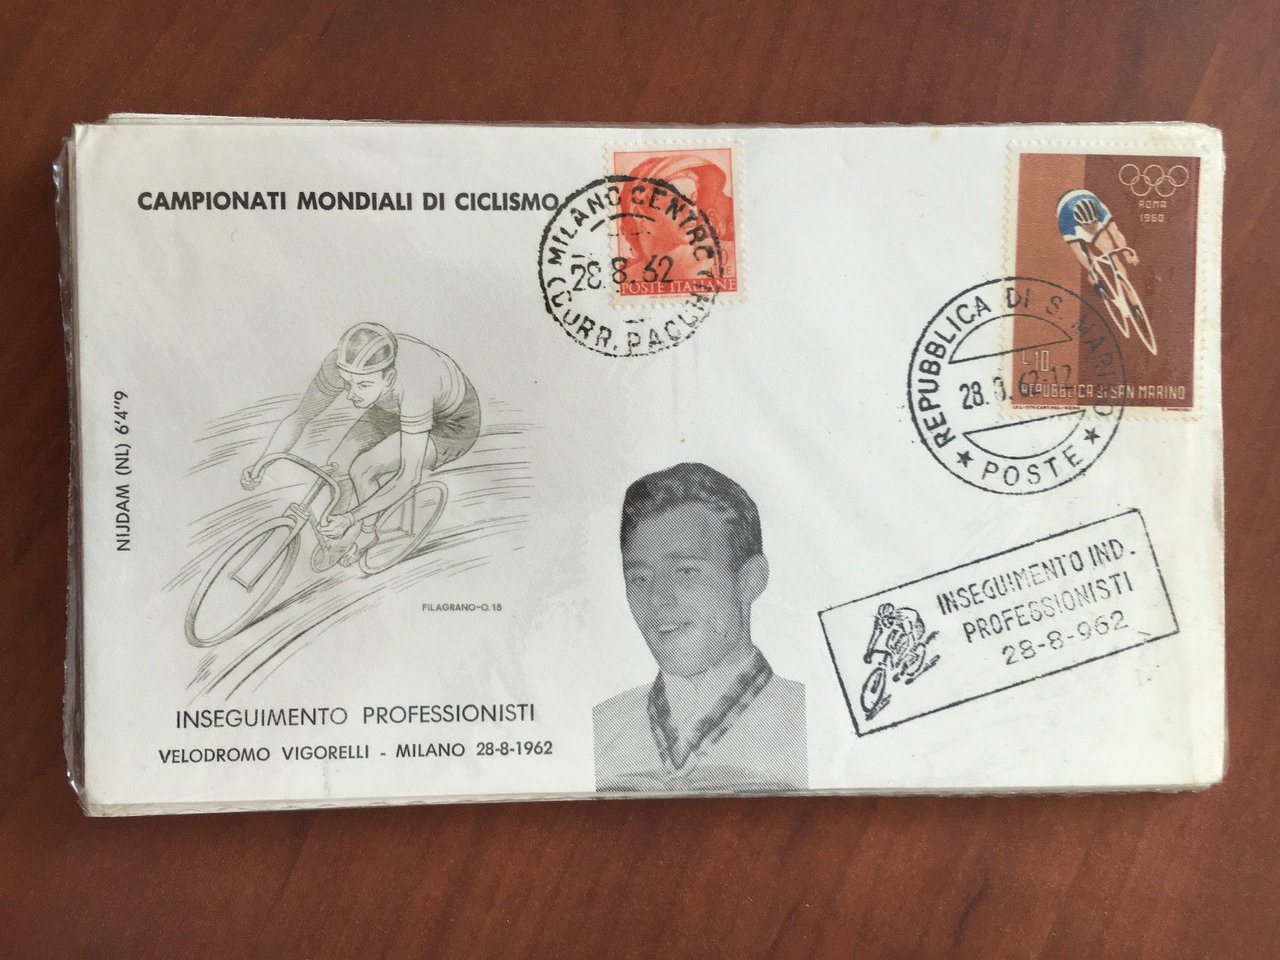 CAMPIONATI MONDIALI DI CICLISMO
NIJDAM (NL) 6'4"9
FILAGRANO-O.18
INSEGUIMENTO PROFESSIONISTI
VELODROMO VIGORELLI - MILANO 28-8-1962
MILANO CENTRO
28.8.62
CORR. PACCHI
POSTE ITALIANE
ROMA
1960
L.10
REPUBBLICA DI SAN MARINO
REPUBBLICA DI S. MARINO
28. 62-12
POSTE
INSEGUIMENTO IND.
PROFESSIONISTI
28-8-962